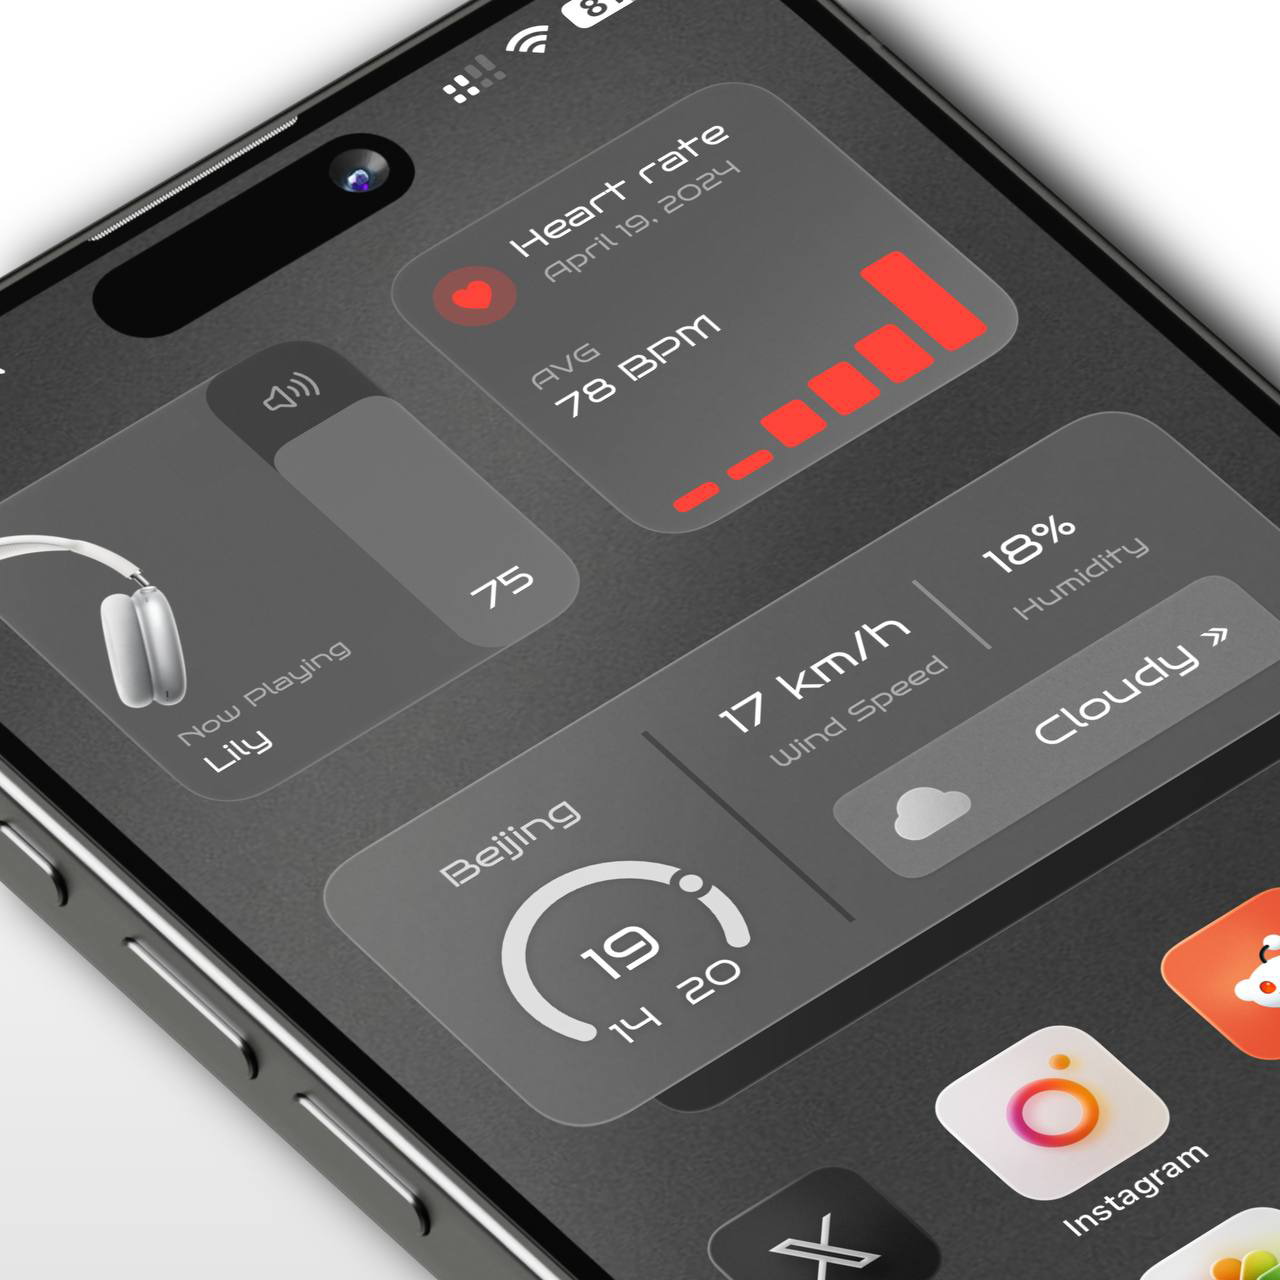 Heart rate
April 19, 2024
AVG
78 BPM
75
Now Playing
Lily
18%
Humidity
17 km/h
Wind Speed
Cloudy »
Beijing
19
14 20
Instagram